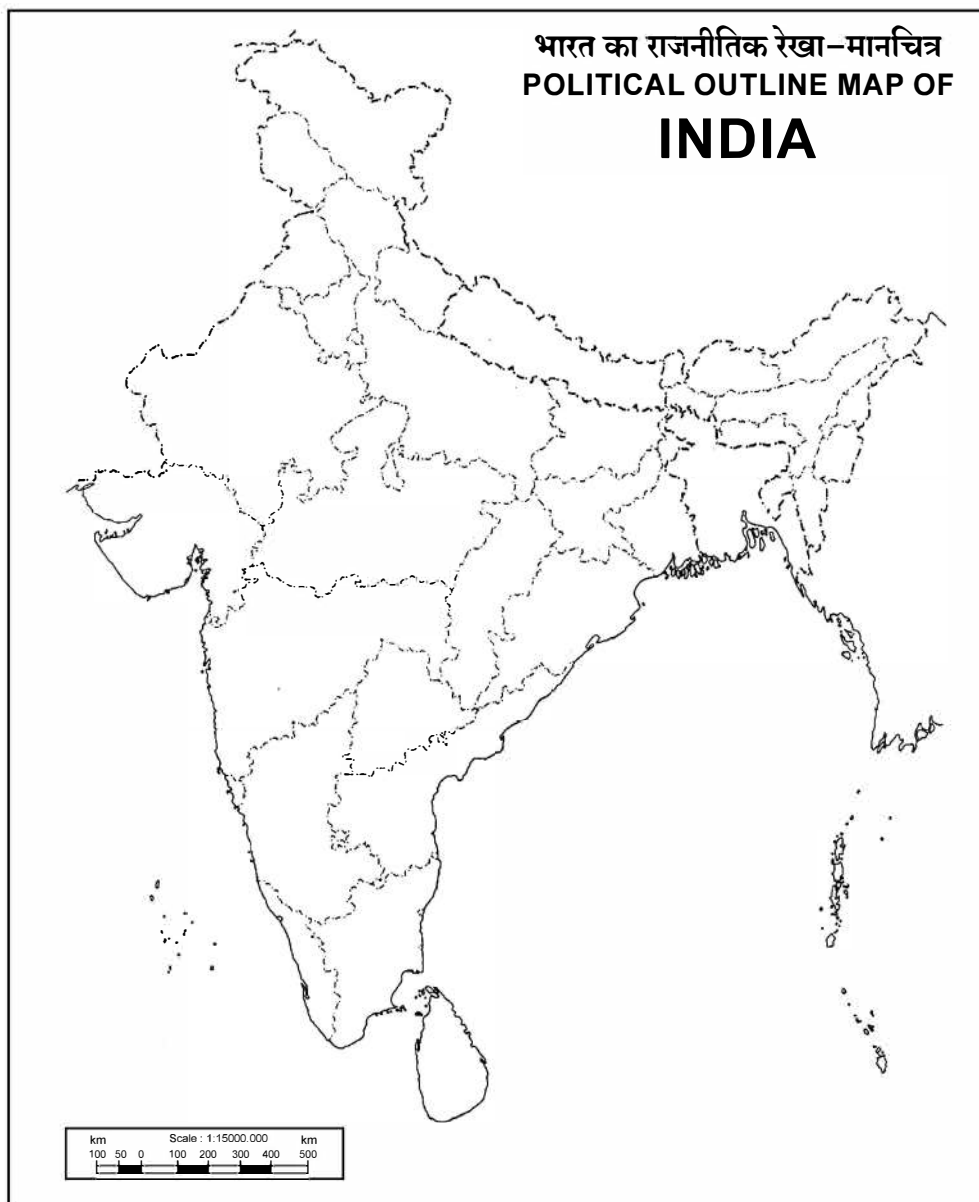 भारत का राजनीतिक रेखा–मानचित्र
POLITICAL OUTLINE MAP OF
INDIA
km Scale : 1:15000.000 km
100 50 0 100 200 300 400 500